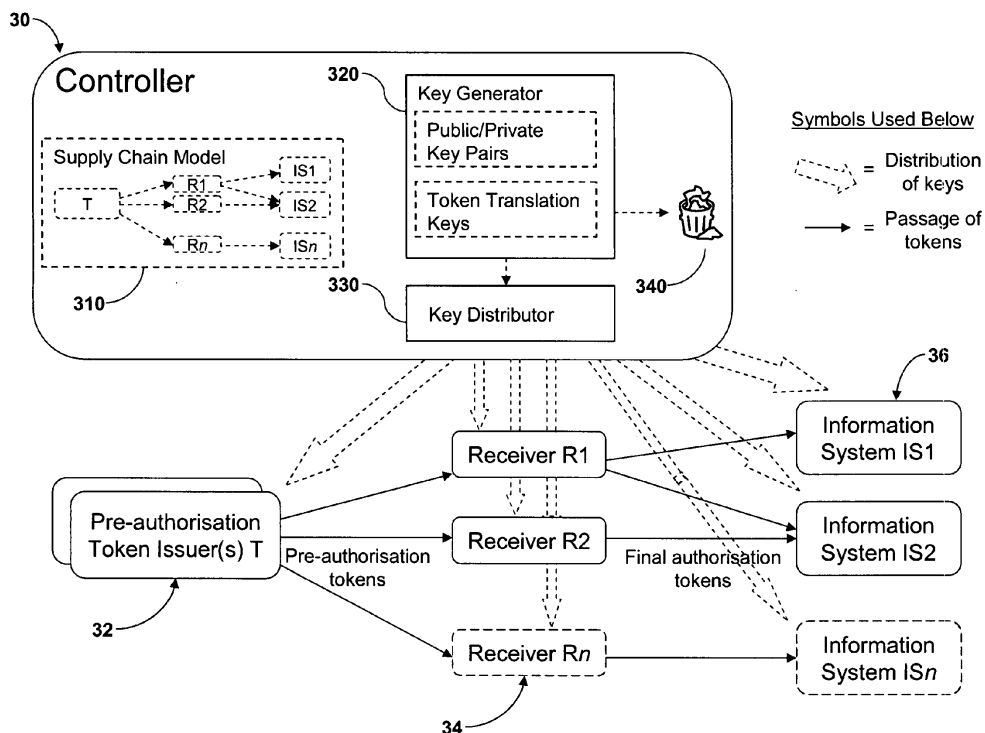 30
Controller
320
Key Generator
Public/Private
Key Pairs
Token Translation
Keys
Supply Chain Model
T
R1
R2
Rn
IS1
IS2
ISn
310
330
Key Distributor
340
Symbols Used Below
= Distribution
of keys
= Passage of
tokens
36
Pre-authorisation
Token Issuer(s) T
32
Pre-authorisation
tokens
Receiver R1
Receiver R2
Receiver Rn
34
Final authorisation
tokens
Information
System IS1
Information
System IS2
Information
System ISn